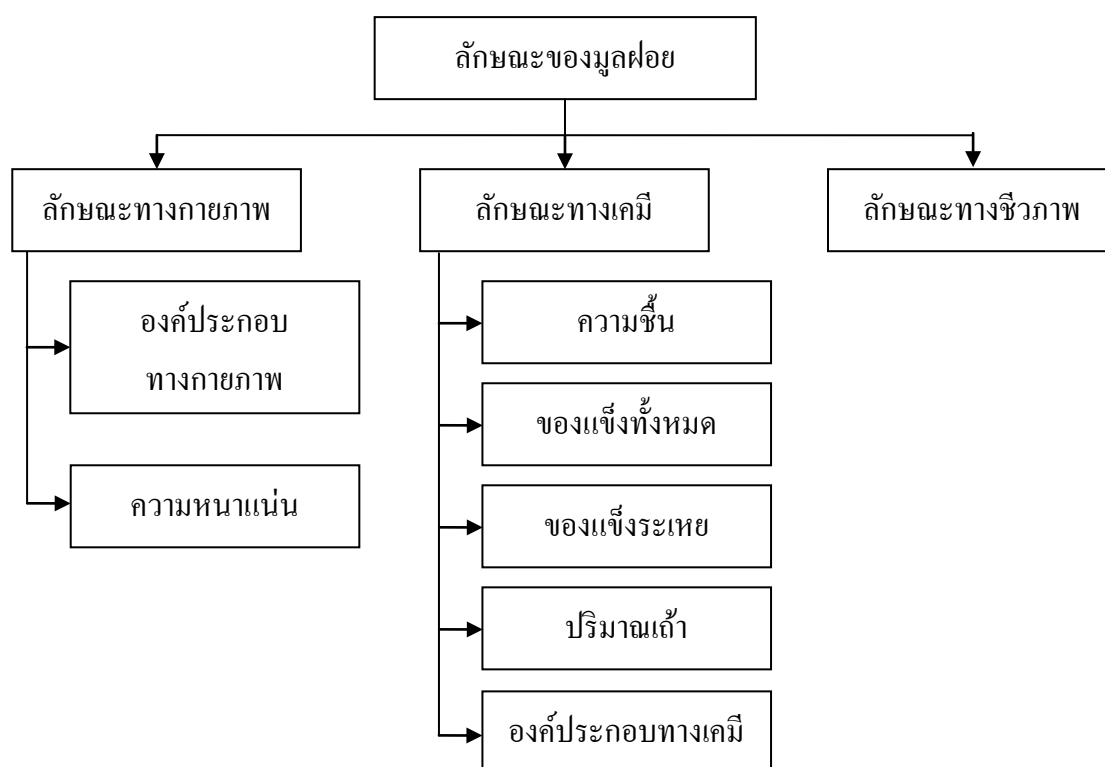 ลักษณะของมูลฝอย
ลักษณะทางกายภาพ
ลักษณะทางเคมี
ลักษณะทางชีวภาพ
องค์ประกอบ
ทางกายภาพ
ความหนาแน่น
ความชื้น
ของแข็งทั้งหมด
ของแข็งระเหย
ปริมาณเถ้า
องค์ประกอบทางเคมี